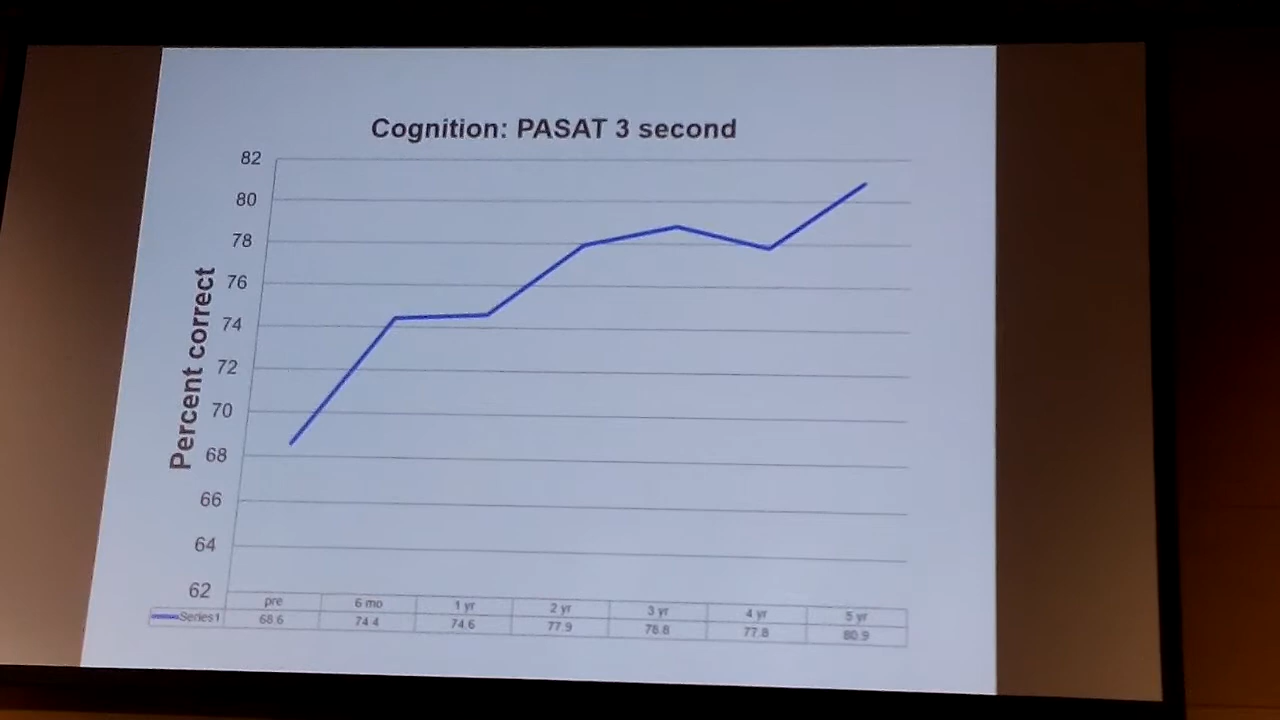 Cognition: PASAT 3 second
Percent correct
82
80
78
76
74
72
70
68
66
64
62
pre 6 mo 1 yr 2 yr 3 yr 4 yr 5 yr
Series1 68.6 74.4 74.6 77.9 78.8 77.8 80.9